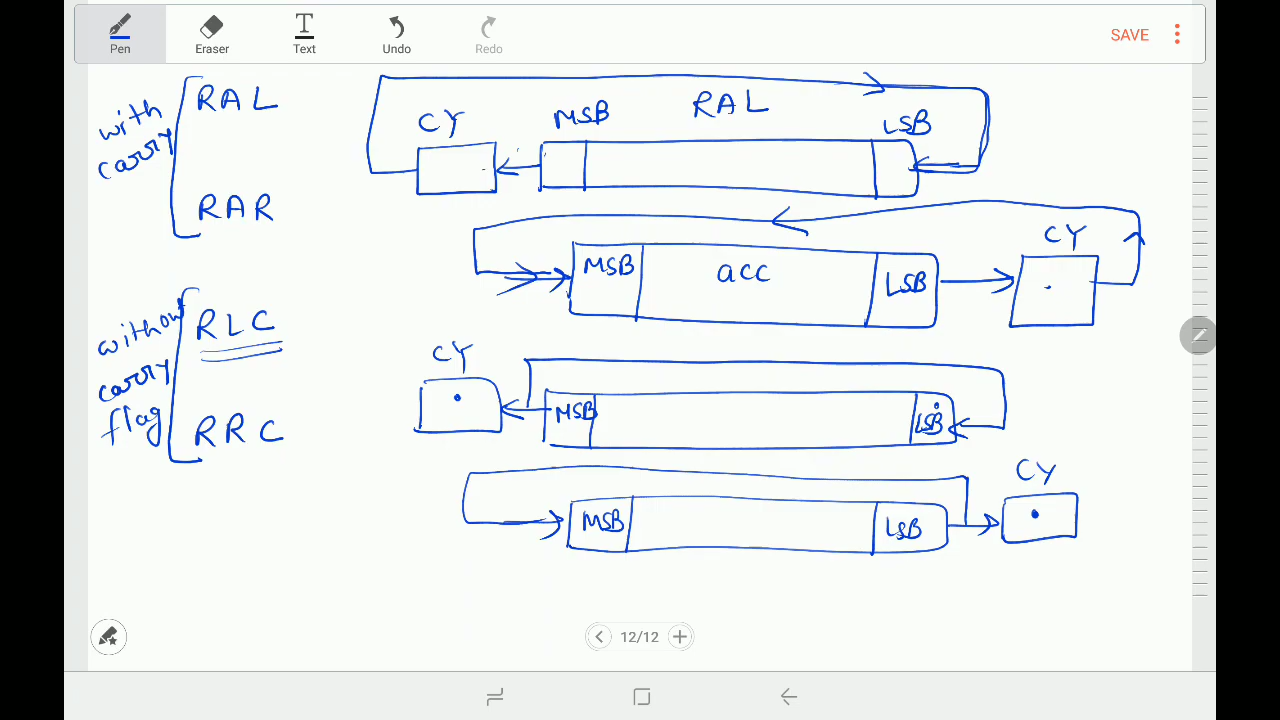 Pen Eraser Text Undo Redo SAVE
with
carry
RAL
RAR
CY MSB RAL LSB
MSB acc LSB CY
without
carry
flag
RLC
RRC
CY MSB LSB
MSB LSB CY
12/12